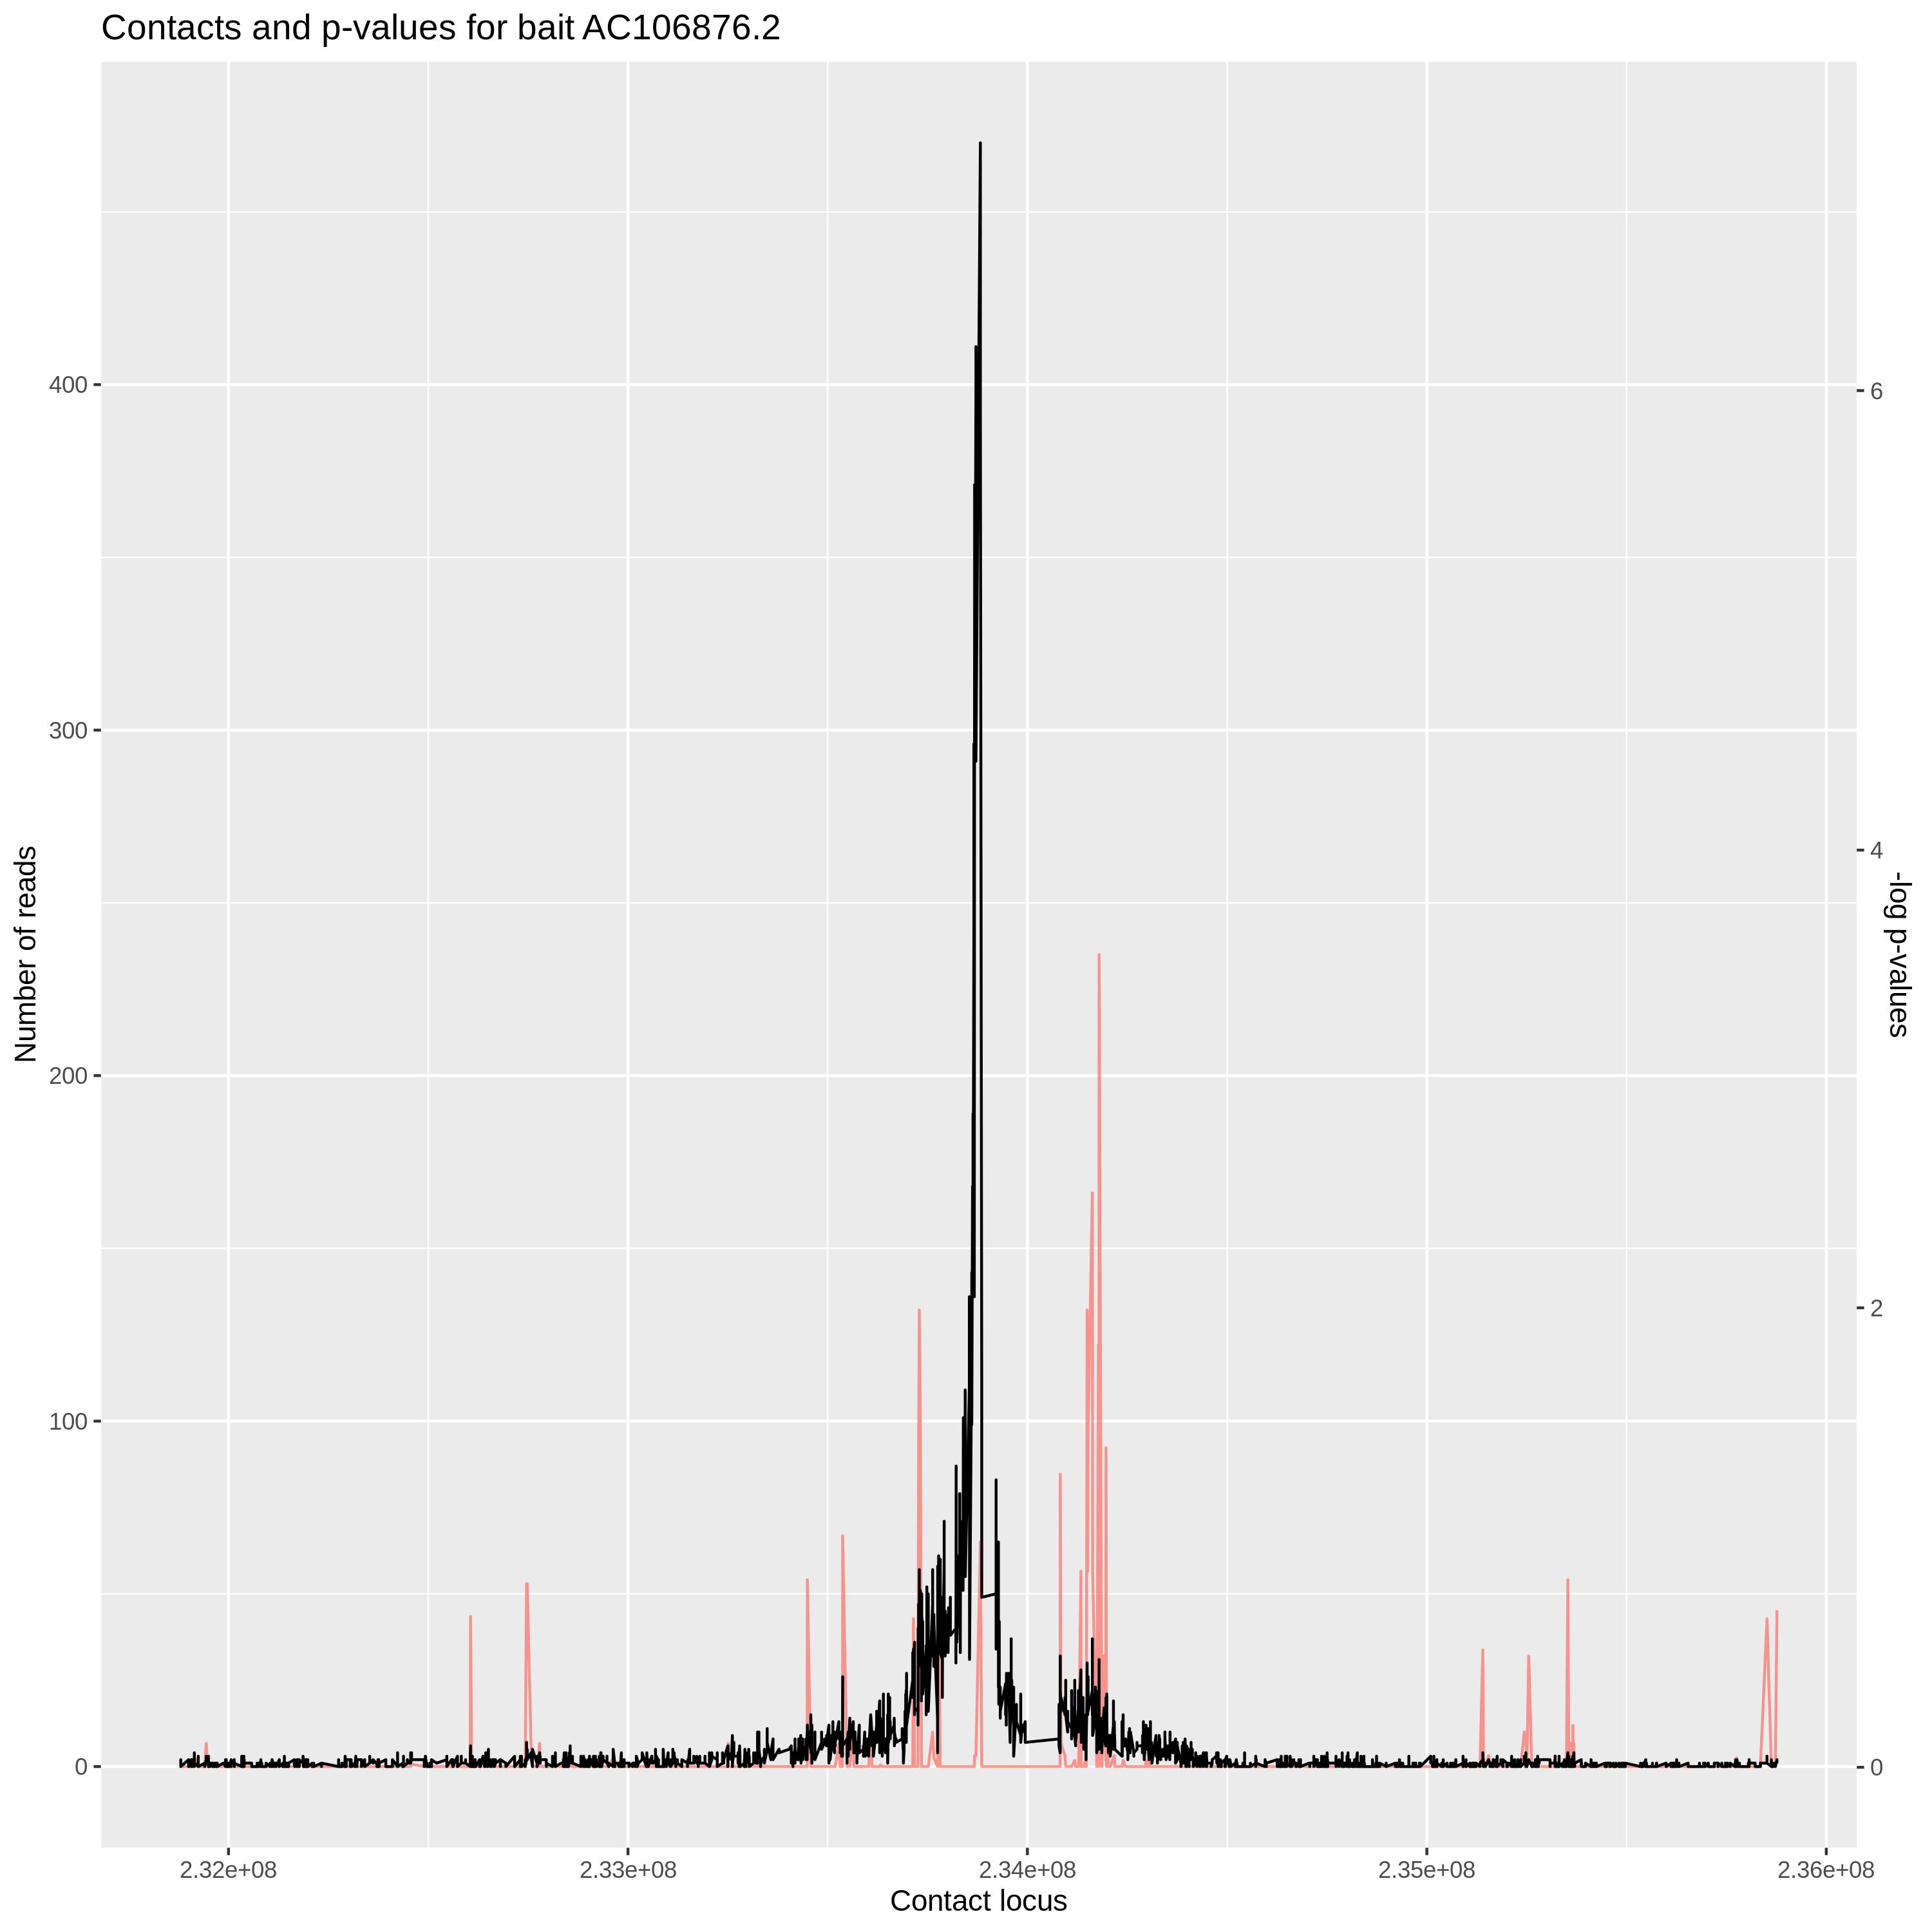 Contacts and p-values for bait AC106876.2
400
300
200
100
0
6
4
2
0
Number of reads
-log p-values
2.32e+08
2.33e+08
2.34e+08
2.35e+08
2.36e+08
Contact locus